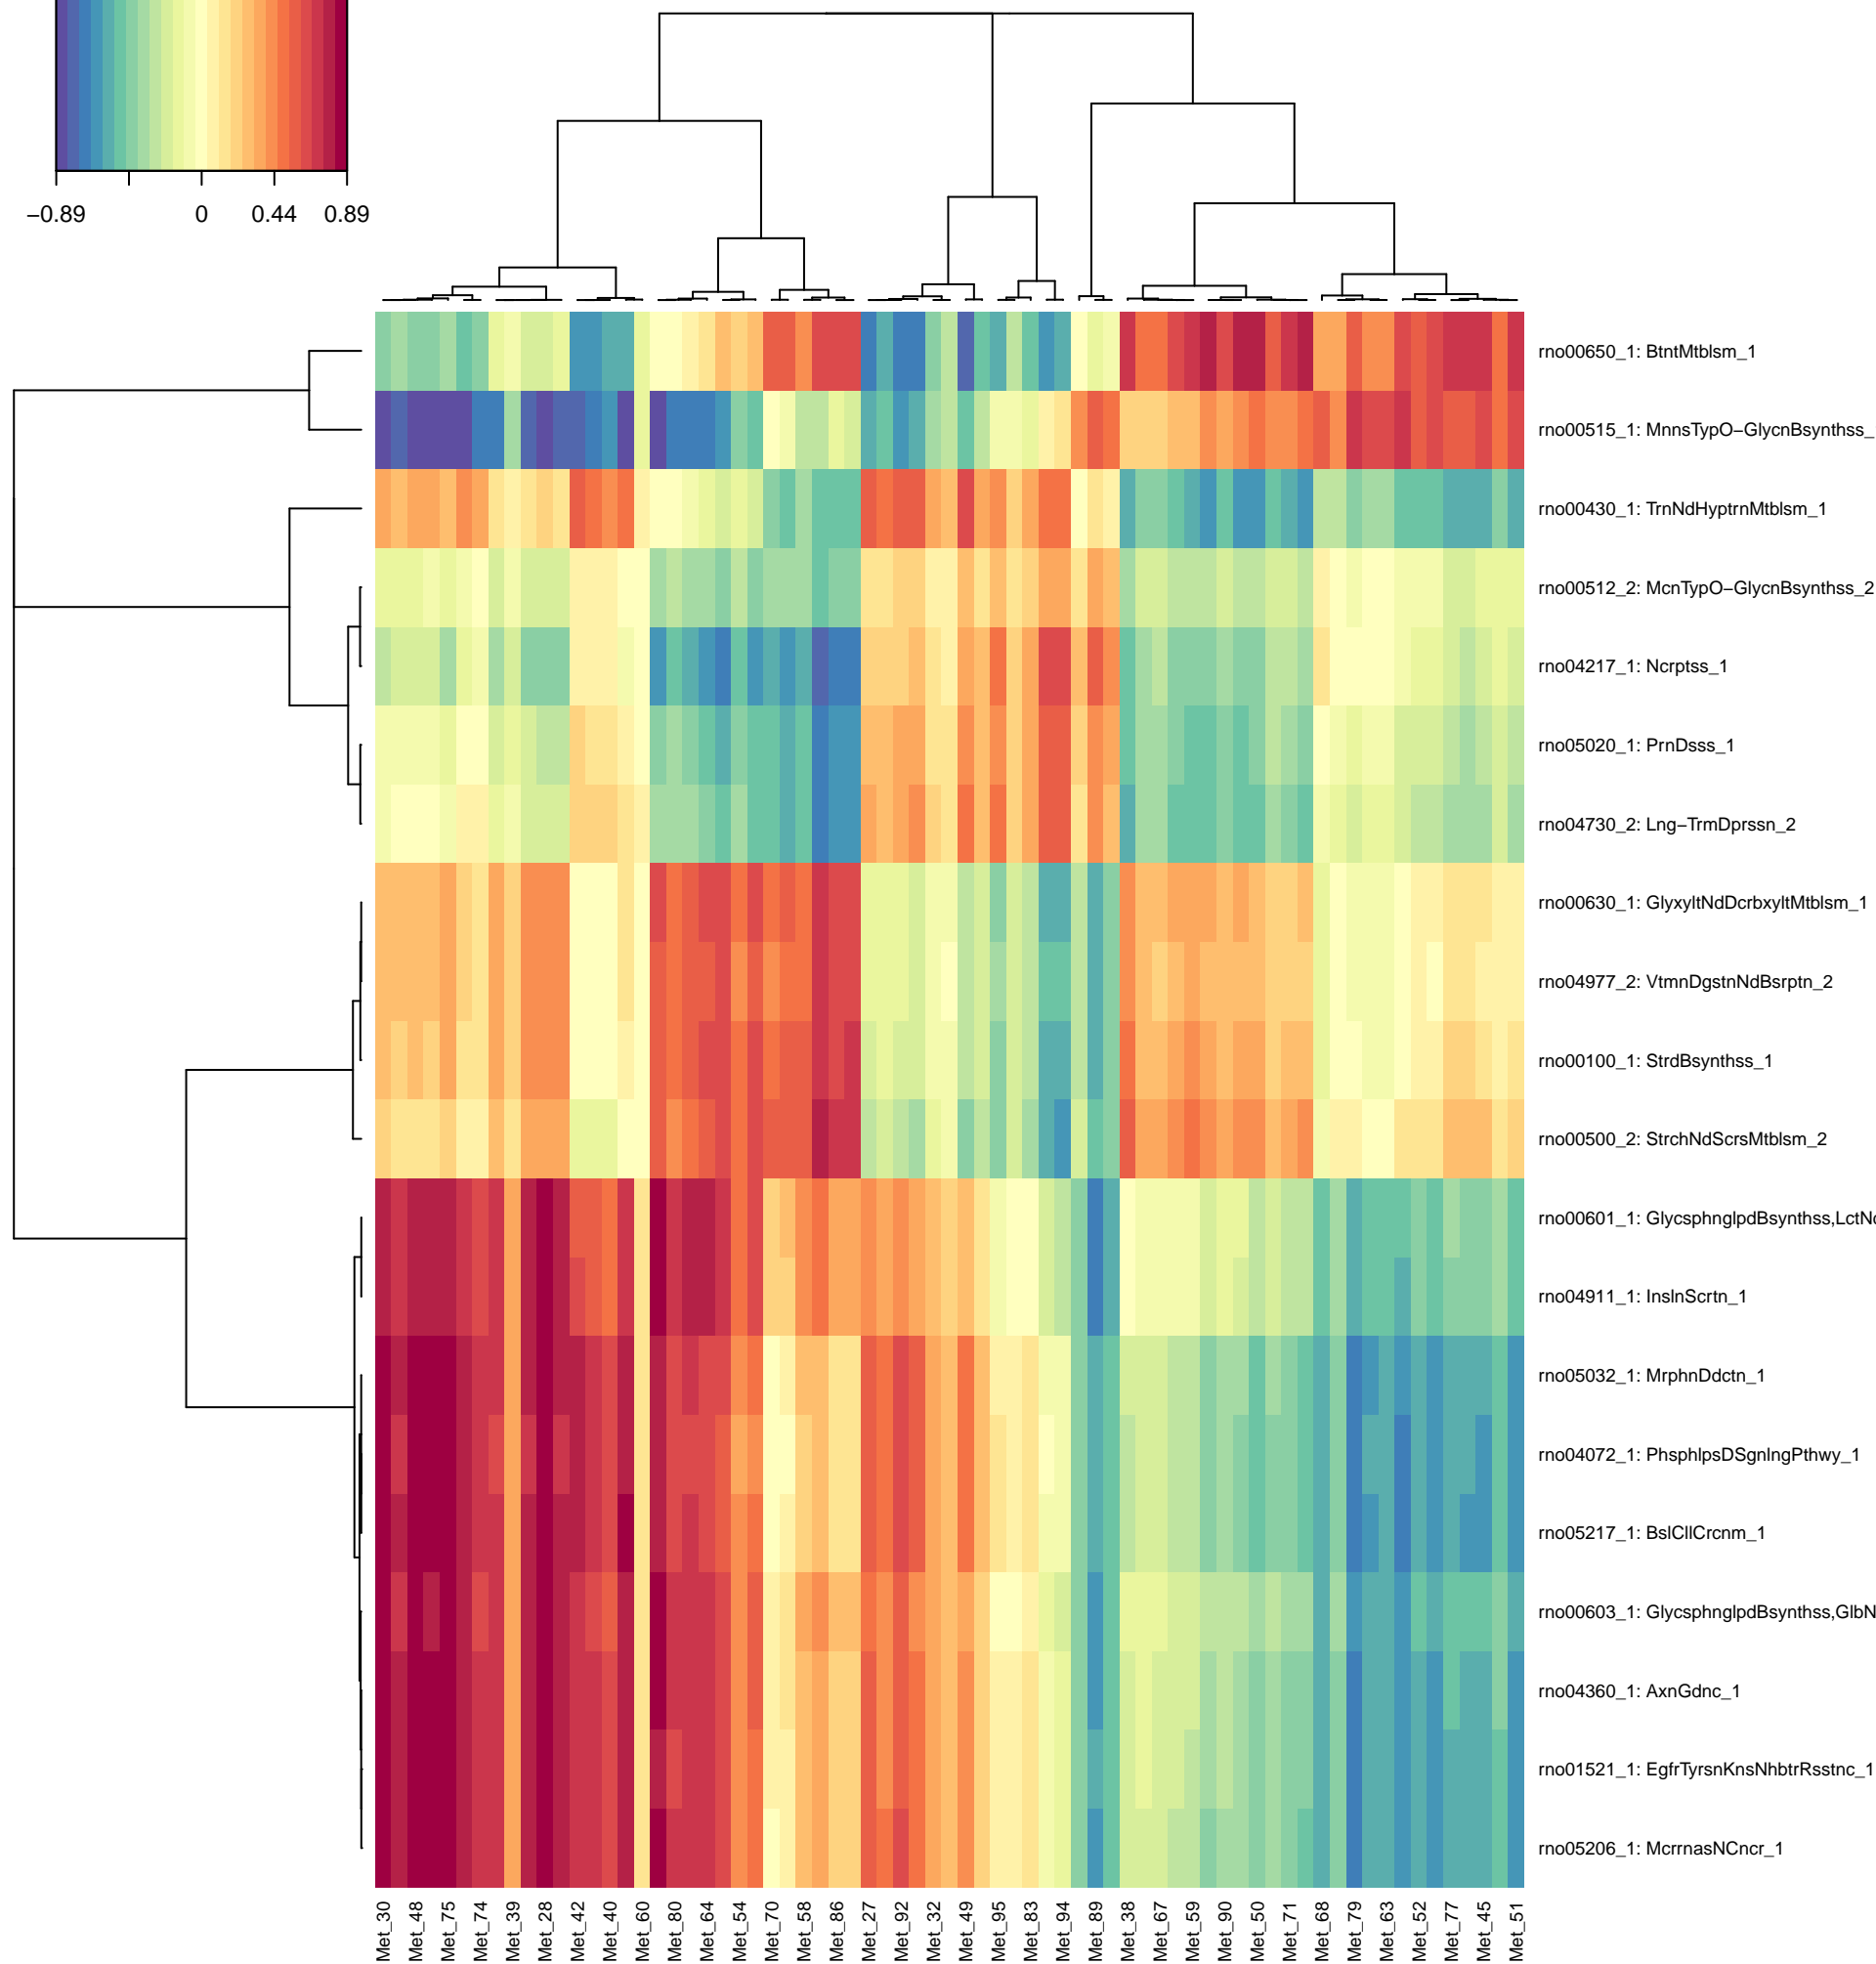 −0.89 0 0.44 0.89
rno00650_1: BtntMtblsm_1
rno00515_1: MnnsTypO−GlycnBsynthss_
rno00430_1: TrnNdHyptrnMtblsm_1
rno00512_2: McnTypO−GlycnBsynthss_2
rno04217_1: Ncrptss_1
rno05020_1: PrnDsss_1
rno04730_2: Lng−TrmDprssn_2
rno00630_1: GlyxyltNdDcrbxyltMtblsm_1
rno04977_2: VtmnDgstnNdBsrptn_2
rno00100_1: StrdBsynthss_1
rno00500_2: StrchNdScrsMtblsm_2
rno00601_1: GlycsphnglpdBsynthss,LctNd
rno04911_1: InslnScrtn_1
rno05032_1: MrphnDdctn_1
rno04072_1: PhsphlpsDSgnlngPthwy_1
rno05217_1: BslCllCrcnm_1
rno00603_1: GlycsphnglpdBsynthss,GlbN
rno04360_1: AxnGdnc_1
rno01521_1: EgfrTyrsnKnsNhbtrRsstnc_1
rno05206_1: McrrnasNCncr_1
Met_30
Met_48
Met_75
Met_74
Met_39
Met_28
Met_42
Met_40
Met_60
Met_80
Met_64
Met_54
Met_70
Met_58
Met_86
Met_27
Met_92
Met_32
Met_49
Met_95
Met_83
Met_94
Met_89
Met_38
Met_67
Met_59
Met_90
Met_50
Met_71
Met_68
Met_79
Met_63
Met_52
Met_77
Met_45
Met_51